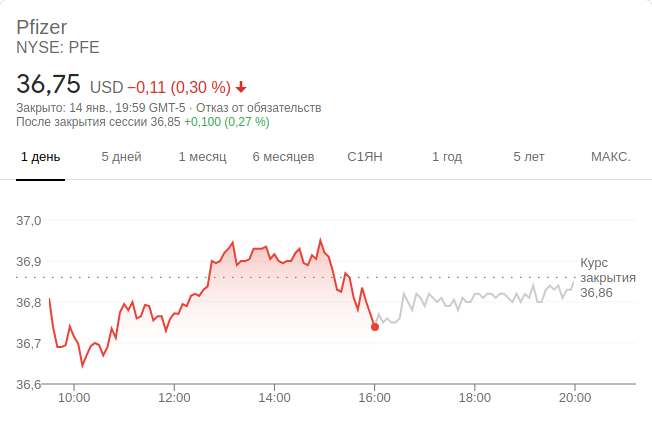 Pfizer
NYSE: PFE
36,75 USD −0,11 (0,30 %)
Закрыто: 14 янв., 19:59 GMT-5 · Отказ от обязательств
После закрытия сессии 36,85 +0,100 (0,27 %)
1 день 5 дней 1 месяц 6 месяцев С1ЯН 1 год 5 лет МАКС.
37,0
36,9
36,8
36,7
36,6
Курс
закрытия
36,86
10:00 12:00 14:00 16:00 18:00 20:00